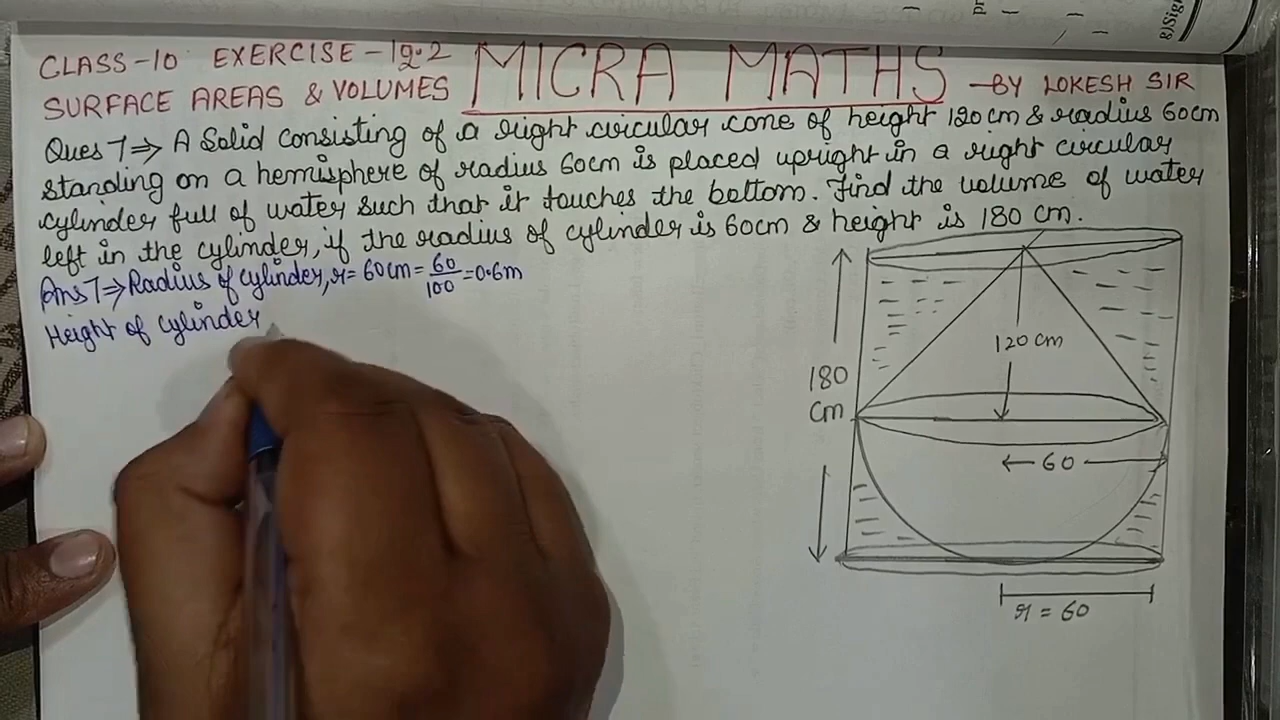 CLASS-10 EXERCISE-12.2 MICRA MATHS -BY LOKESH SIR
SURFACE AREAS & VOLUMES
Ques 7⇒ A Solid consisting of a right circular cone of height 120 cm & radius 60cm
standing on a hemisphere of radius 60cm is placed upright in a right circular
cylinder full of water such that it touches the bottom. Find the volume of water
left in the cylinder, if the radius of cylinder is 60cm & height is 180 cm.
Ans 7⇒ Radius of cylinder, r= 60cm= 60/100 =0.6m
Height of cylinder
120 cm
180
cm
← 60
r = 60